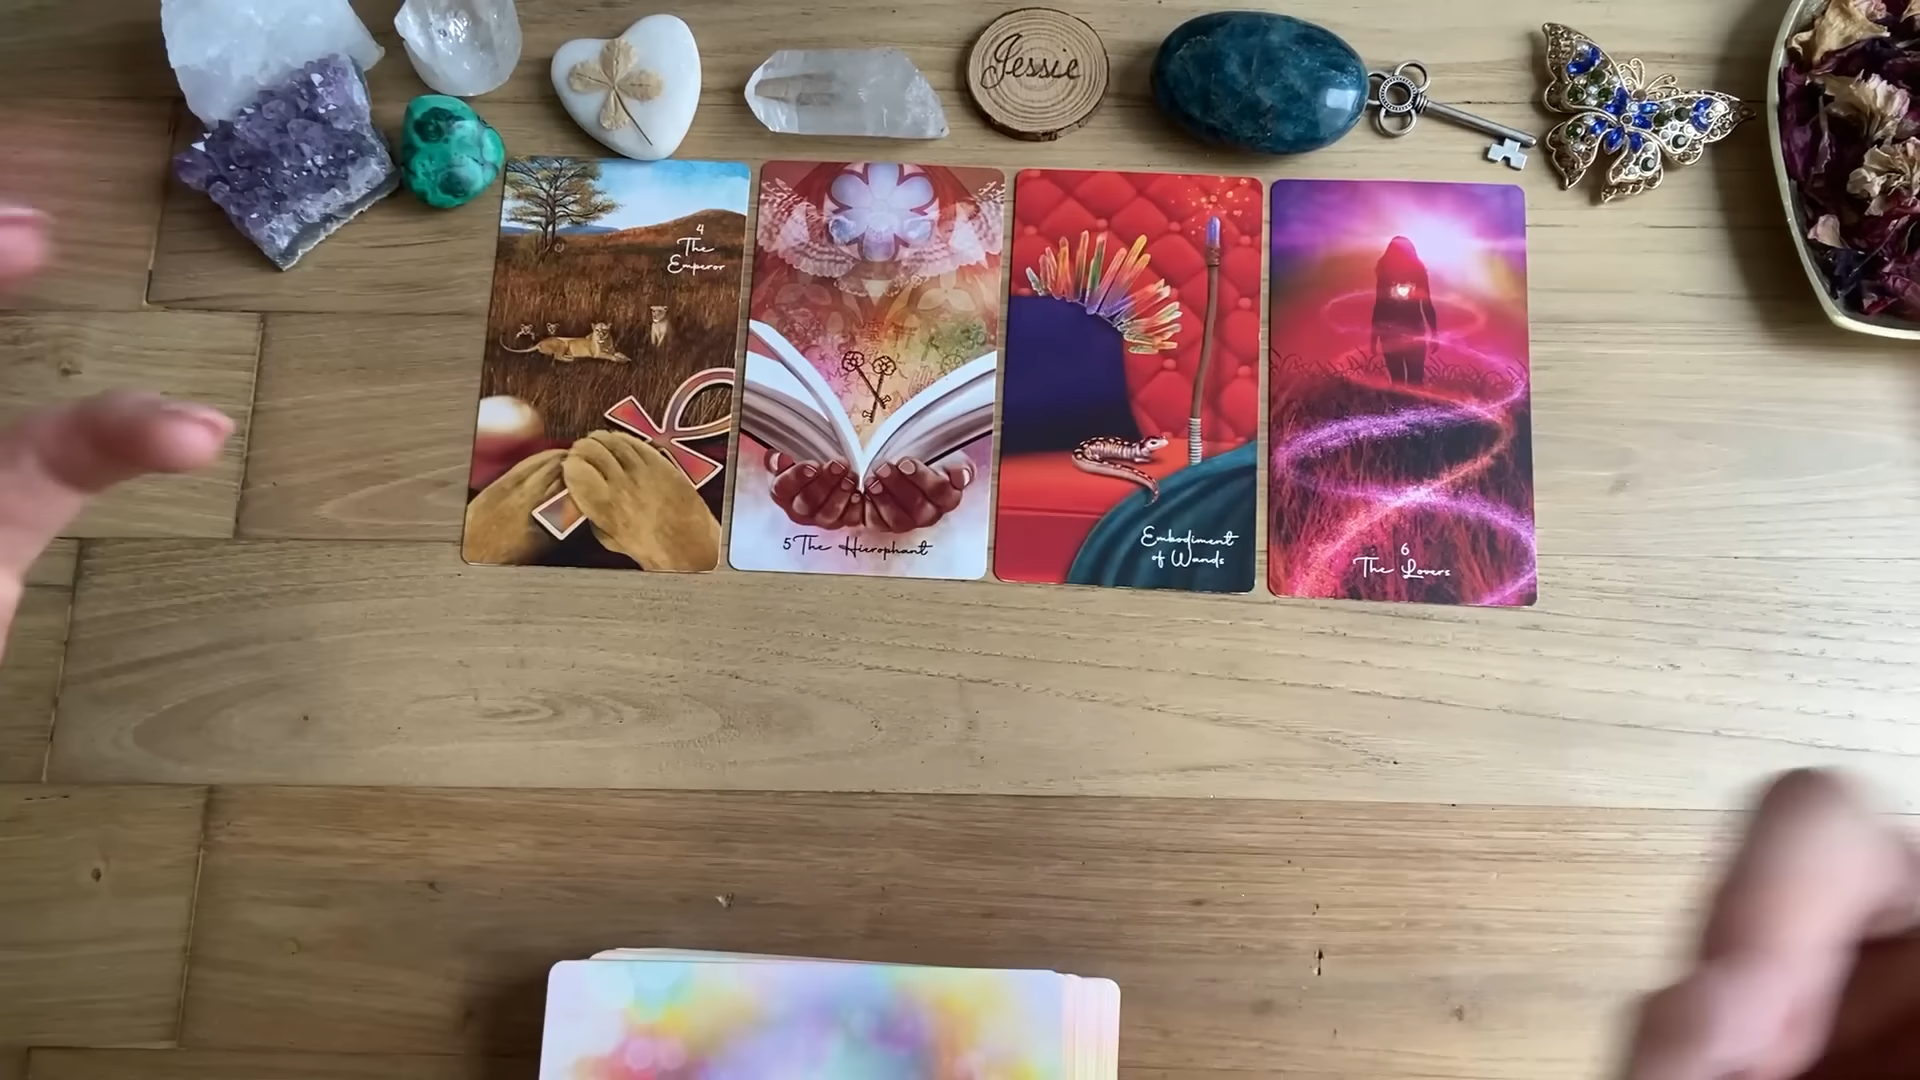 Jessie
4
The
Emperor
5 The Hierophant
Embodiment
of Wands
6
The Lovers